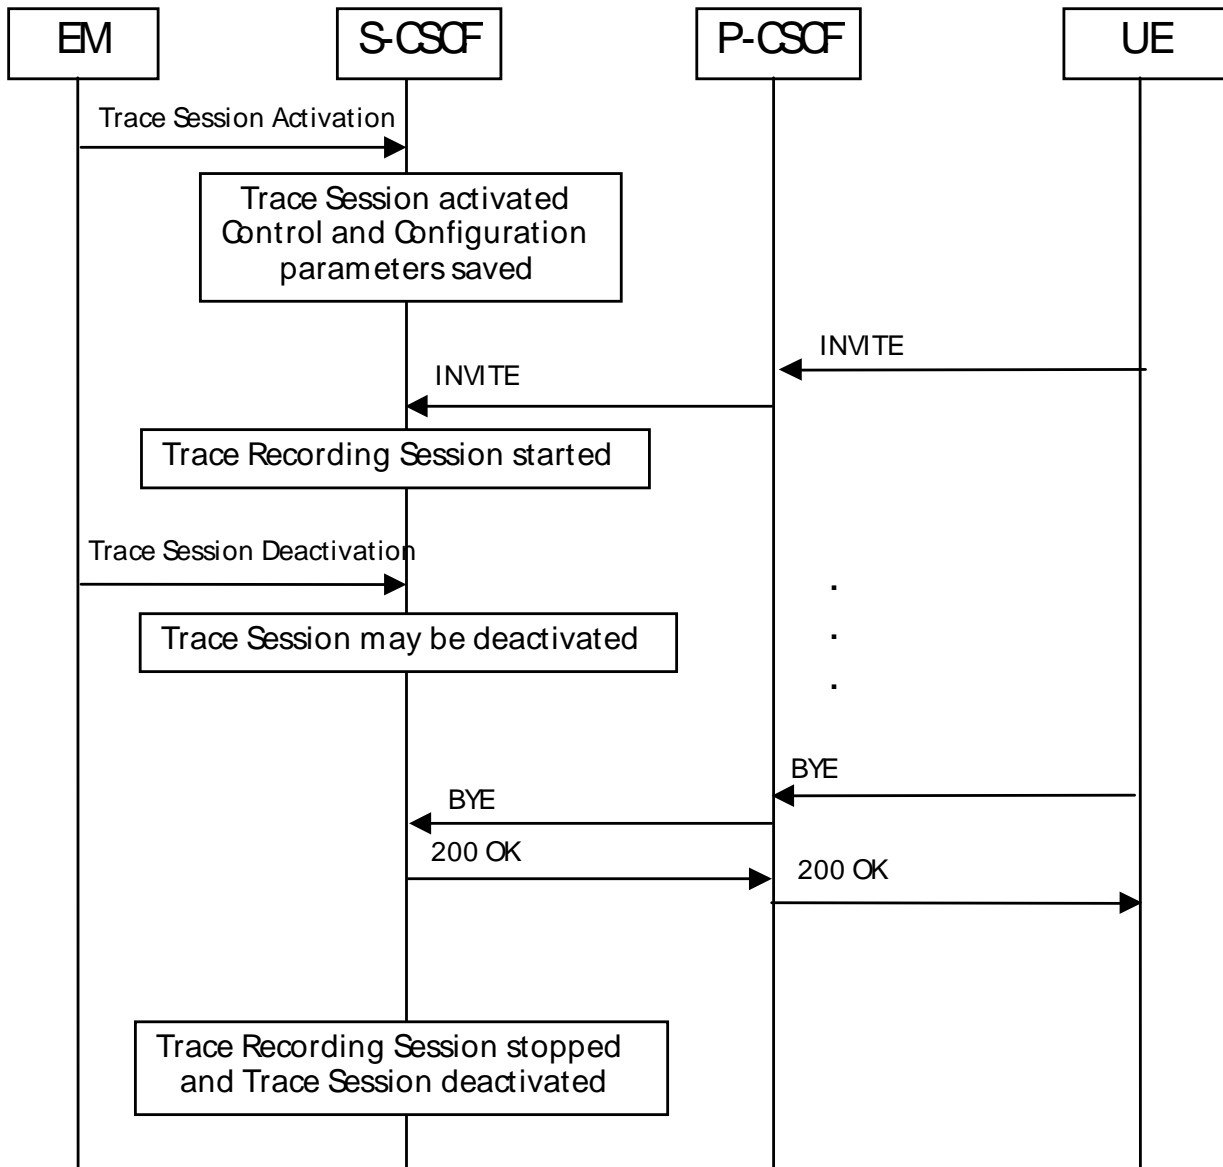 EM
S-CSCF
P-CSCF
UE
Trace Session Activation
Trace Session activated
Control and Configuration
parameters saved
INVITE
INVITE
Trace Recording Session started
Trace Session Deactivation
.
Trace Session may be deactivated
.
.
BYE
BYE
200 OK
200 OK
Trace Recording Session stopped
and Trace Session deactivated